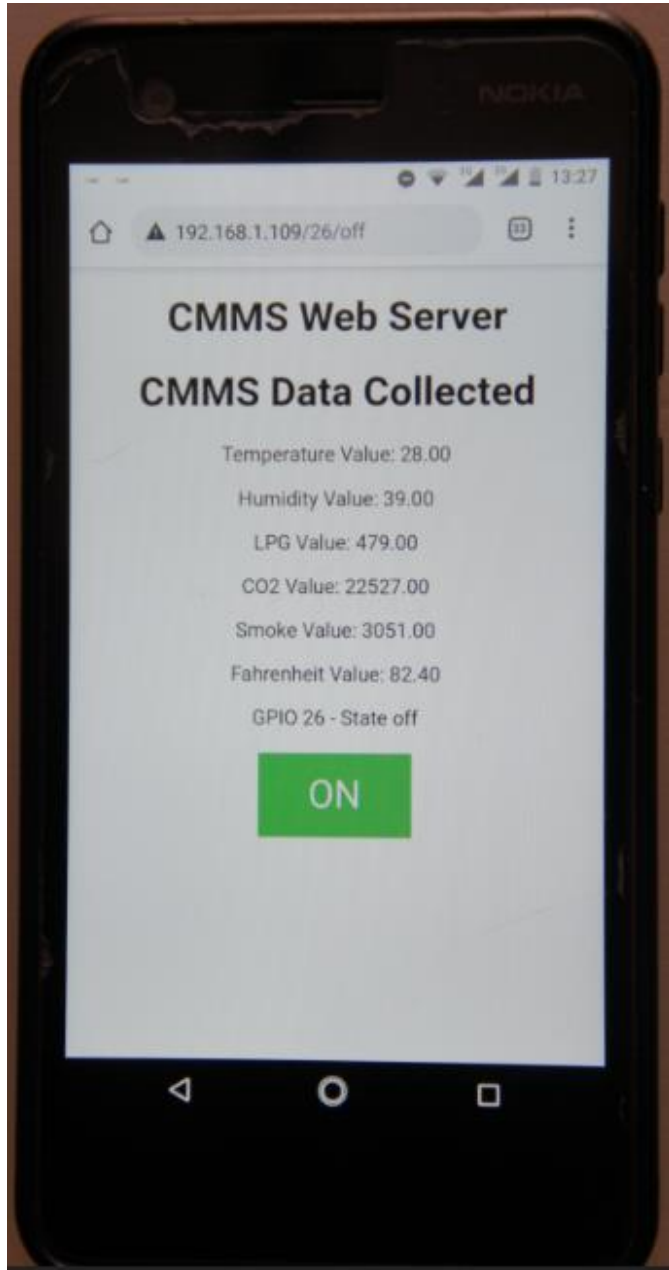 NOKIA
13:27
192.168.1.109/26/off
CMMS Web Server
CMMS Data Collected
Temperature Value: 28.00
Humidity Value: 39.00
LPG Value: 479.00
CO2 Value: 22527.00
Smoke Value: 3051.00
Fahrenheit Value: 82.40
GPIO 26 - State off
ON